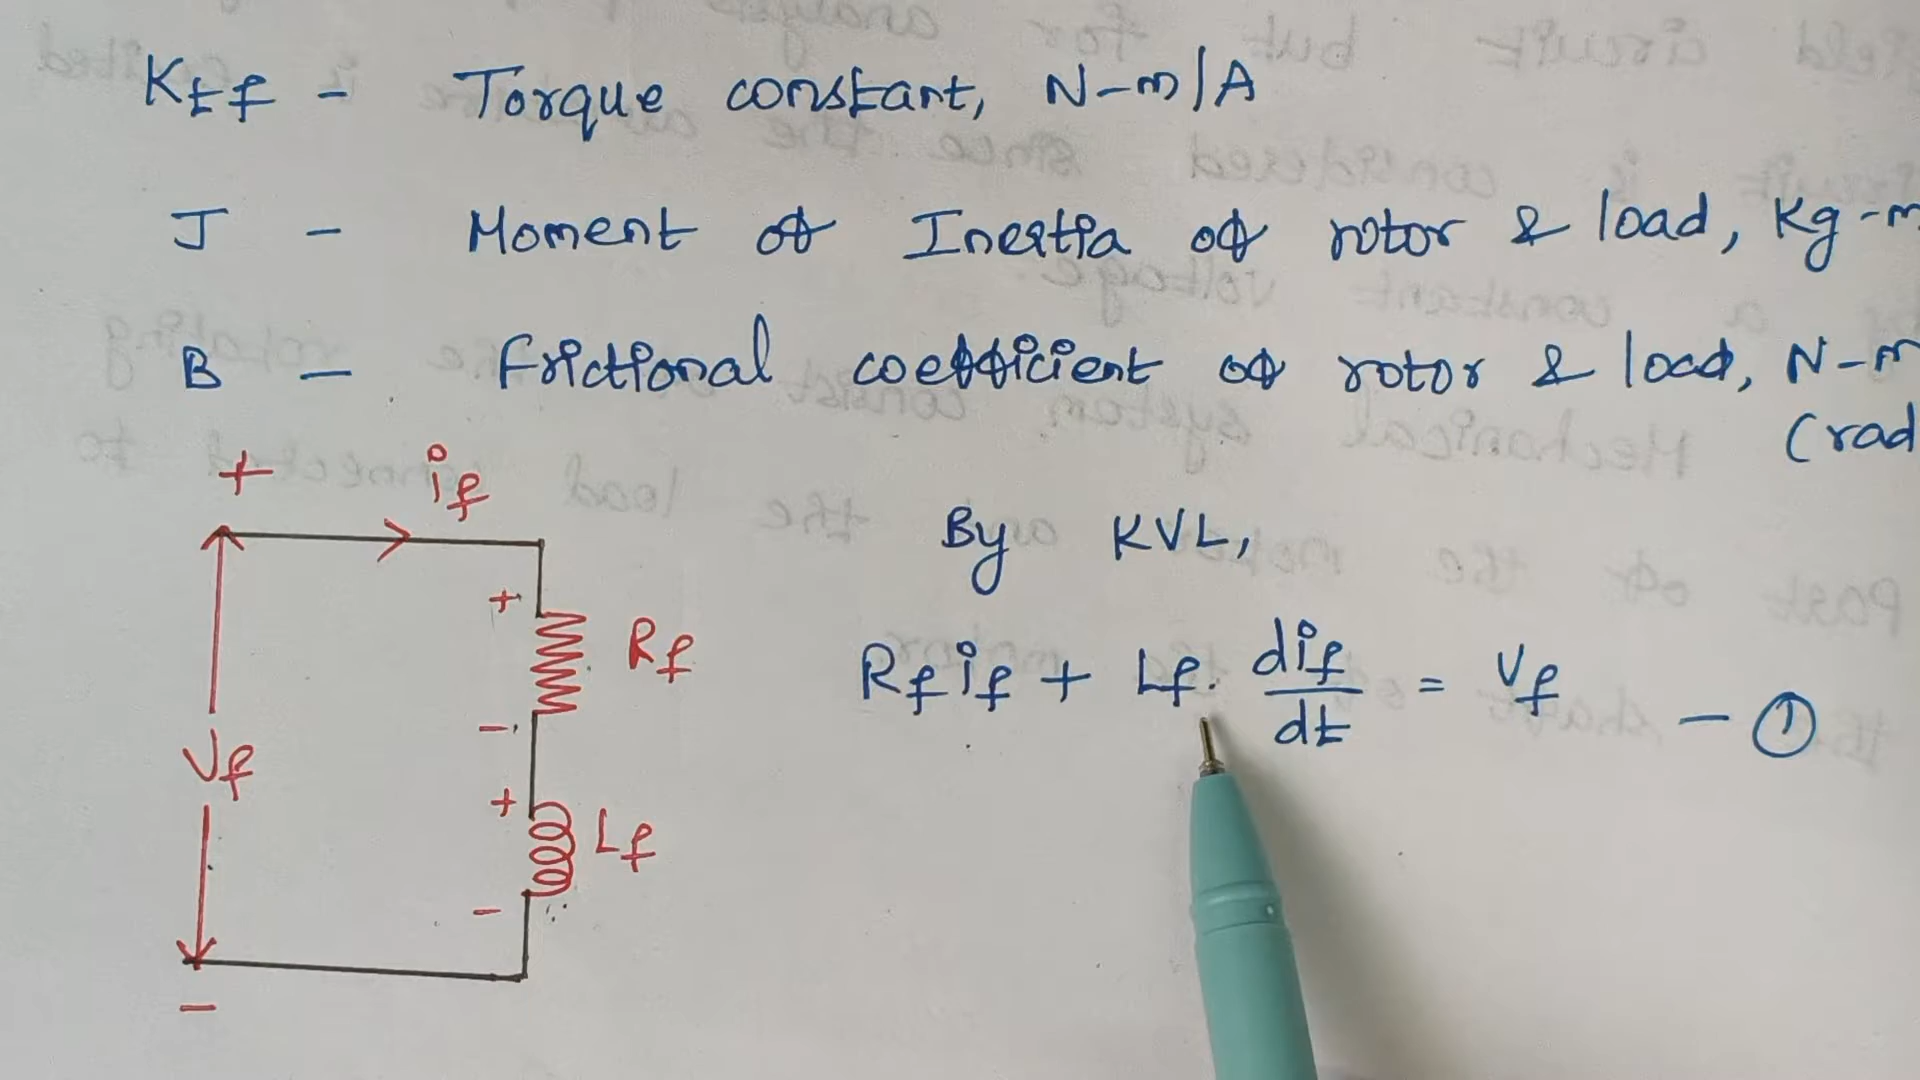 Ktf - Torque constant, N-m/A
J - Moment of Inertia of rotor & load, Kg-m
B - Frictional coefficient of rotor & load, N-m
(rad
+ if
+
Rf
-
Vf
+
Lf
-
-
By KVL,
Rf if + Lf. dif/dt = Vf - ①